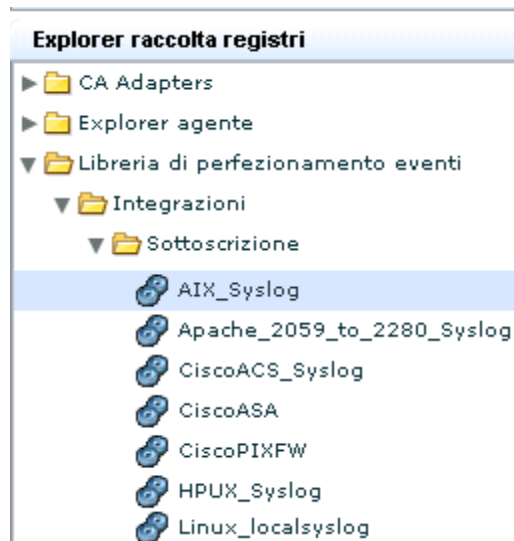 Explorer raccolta registri
CA Adapters
Explorer agente
Libreria di perfezionamento eventi
Integrazioni
Sottoscrizione
AIX_Syslog
Apache_2059_to_2280_Syslog
CiscoACS_Syslog
CiscoASA
CiscoPIXFW
HPUX_Syslog
Linux_localsyslog